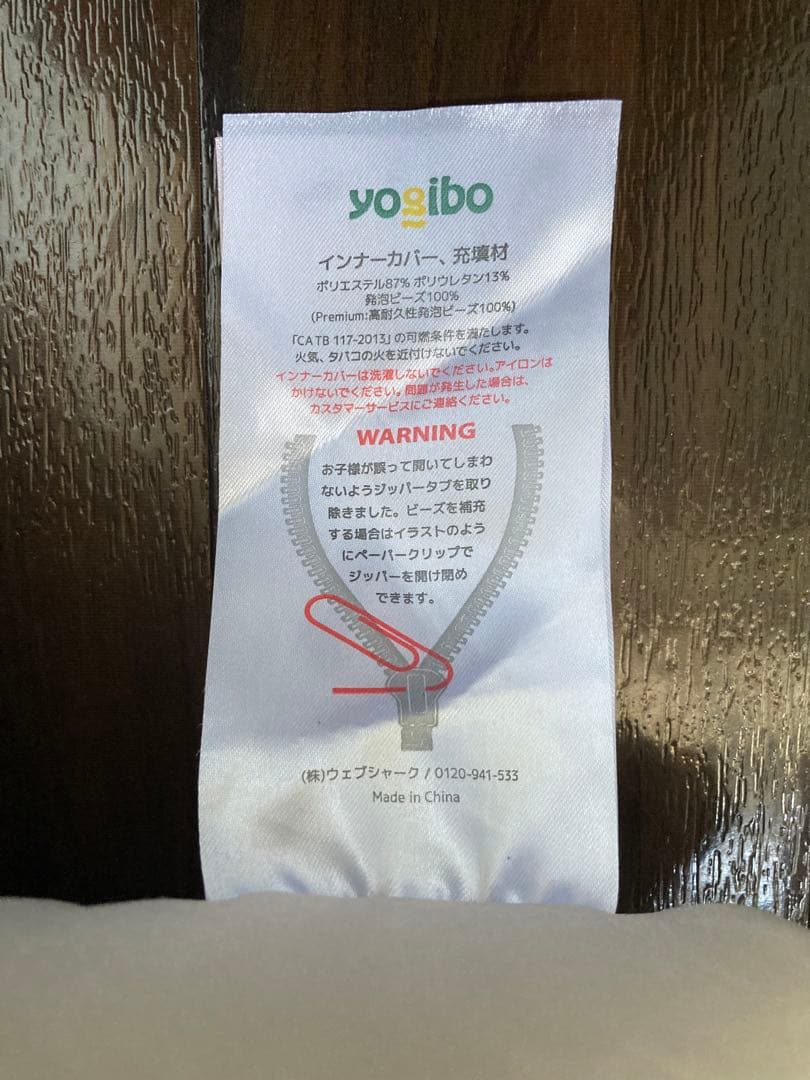 yogibo
インナーカバー、充填材
ポリエステル87% ポリウレタン13%
発泡ビーズ100%
(Premium:高耐久性発泡ビーズ100%)
「CA TB 117-2013」の可燃条件を満たします。
火気、タバコの火を近付けないでください。
インナーカバーは洗濯しないでください。アイロンは
かけないでください。問題が発生した場合は、
カスタマーサービスにご連絡ください。
WARNING
お子様が誤って開いてしまわ
ないようジッパータブを取り
除きました。ビーズを補充
する場合はイラストのよう
にペーパークリップで
ジッパーを開け閉め
できます。
(株)ウェブシャーク / 0120-941-533
Made in China